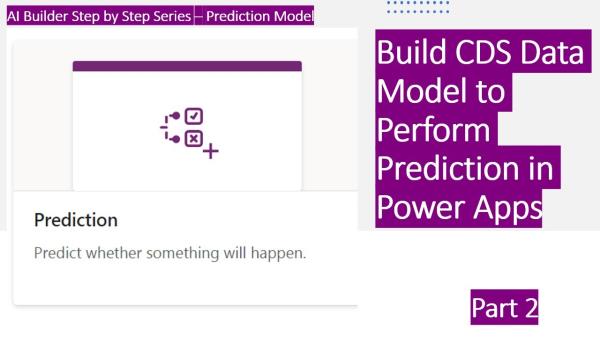 AI Builder Step by Step Series – Prediction Model
Build CDS Data
Model to
Perform
Prediction in
Power Apps
Prediction
Predict whether something will happen.
Part 2